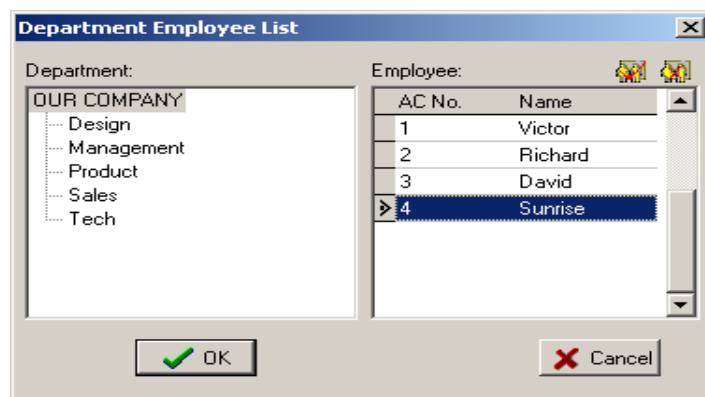 Department Employee List
Department:
OUR COMPANY
Design
Management
Product
Sales
Tech
Employee:
AC No. Name
1 Victor
2 Richard
3 David
4 Sunrise
OK
Cancel